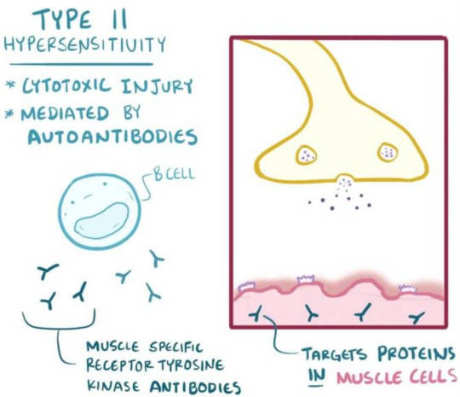 TYPE II
HYPERSENSITIVITY
* CYTOTOXIC INJURY
* MEDIATED BY
AUTOANTIBODIES
B CELL
MUSCLE SPECIFIC
RECEPTOR TYROSINE
KINASE ANTIBODIES
TARGETS PROTEINS
IN MUSCLE CELLS